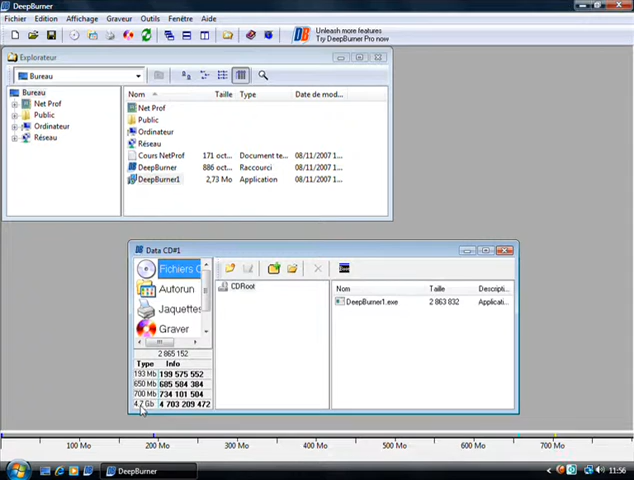 DeepBurner
Fichier Edition Affichage Graveur Outils Fenêtre Aide
Unleash more features
Try DeepBurner Pro now
Explorateur
Bureau
Bureau
Net Prof
Public
Ordinateur
Réseau
Nom Taille Type Date de mod...
Net Prof
Public
Ordinateur
Réseau
Cours NetProf 171 oct... Document te... 08/11/2007 1...
DeepBurner 886 oct... Raccourci 08/11/2007 1...
DeepBurner1 2,73 Mo Application 08/11/2007 1...
Data CD#1
Fichiers
Autorun
Jaquettes
Graver
2 865 152
Type Info
193 Mb 199 575 552
650 Mb 685 584 384
700 Mb 734 101 504
4.7 Gb 4 703 209 472
CDRoot
Nom Taille Descripti...
DeepBurner1.exe 2 863 832 Applicati...
100 Mo 200 Mo 300 Mo 400 Mo 500 Mo 600 Mo 700 Mo
DeepBurner
11:56